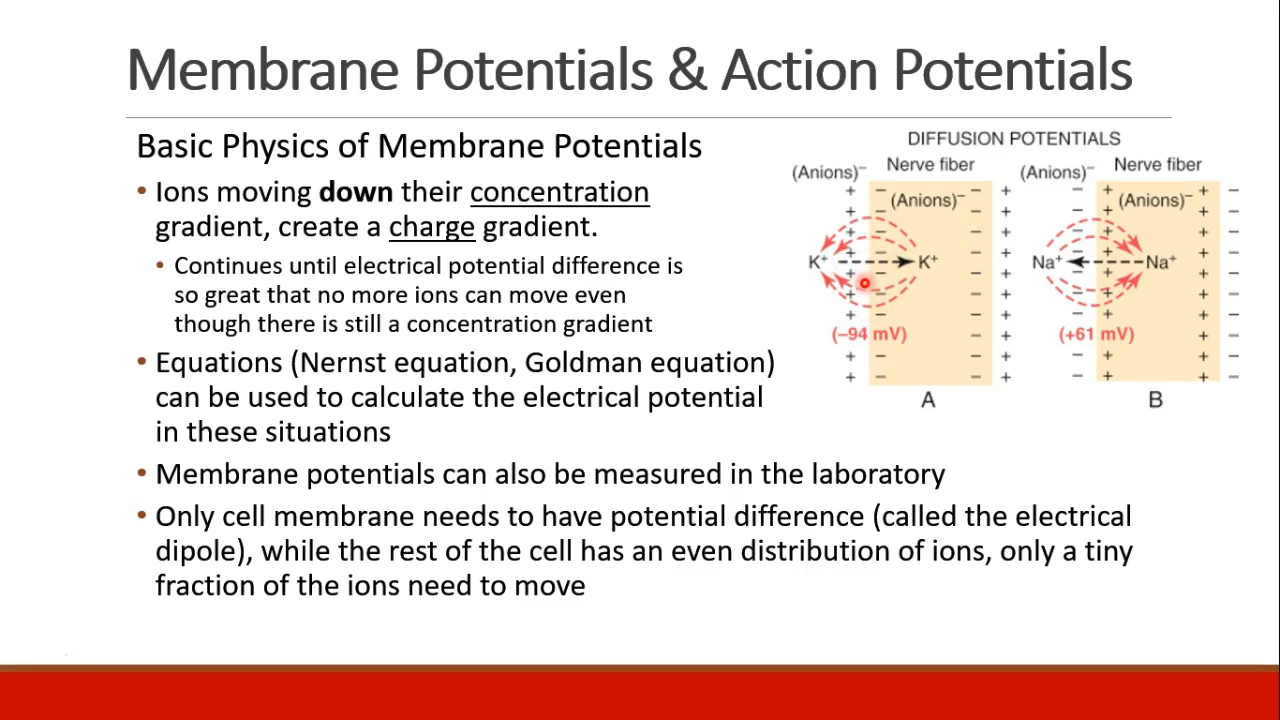 Membrane Potentials & Action Potentials
Basic Physics of Membrane Potentials
• Ions moving down their concentration
gradient, create a charge gradient.
• Continues until electrical potential difference is
so great that no more ions can move even
though there is still a concentration gradient
• Equations (Nernst equation, Goldman equation)
can be used to calculate the electrical potential
in these situations
• Membrane potentials can also be measured in the laboratory
• Only cell membrane needs to have potential difference (called the electrical
dipole), while the rest of the cell has an even distribution of ions, only a tiny
fraction of the ions need to move
DIFFUSION POTENTIALS
Nerve fiber
(Anions)⁻
(Anions)⁻
K⁺
K⁺
(–94 mV)
A
Nerve fiber
(Anions)⁻
(Anions)⁻
Na⁺
Na⁺
(+61 mV)
B